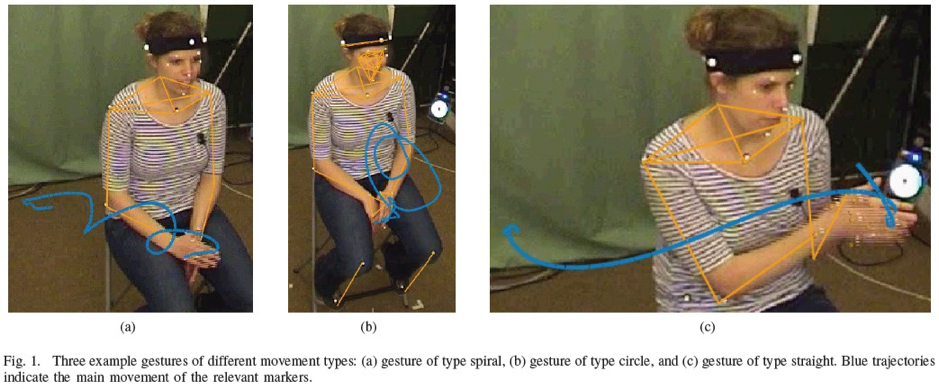 (a)
(b)
(c)
Fig. 1. Three example gestures of different movement types: (a) gesture of type spiral, (b) gesture of type circle, and (c) gesture of type straight. Blue trajectories
indicate the main movement of the relevant markers.